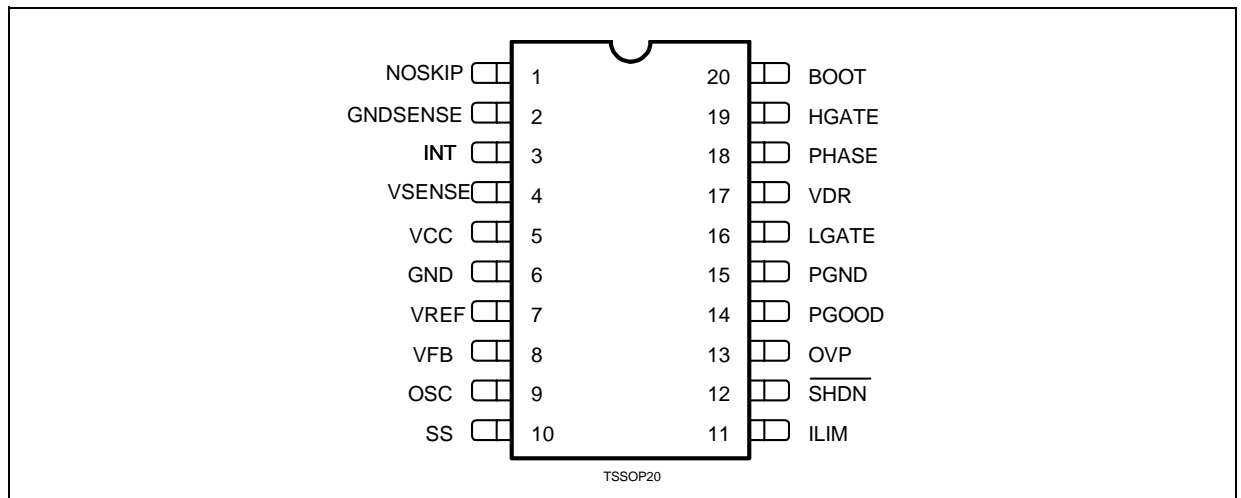 NOSKIP 1 20 BOOT
GNDSENSE 2 19 HGATE
INT 3 18 PHASE
VSENSE 4 17 VDR
VCC 5 16 LGATE
GND 6 15 PGND
VREF 7 14 PGOOD
VFB 8 13 OVP
OSC 9 12 SHDN
SS 10 11 ILIM
TSSOP20